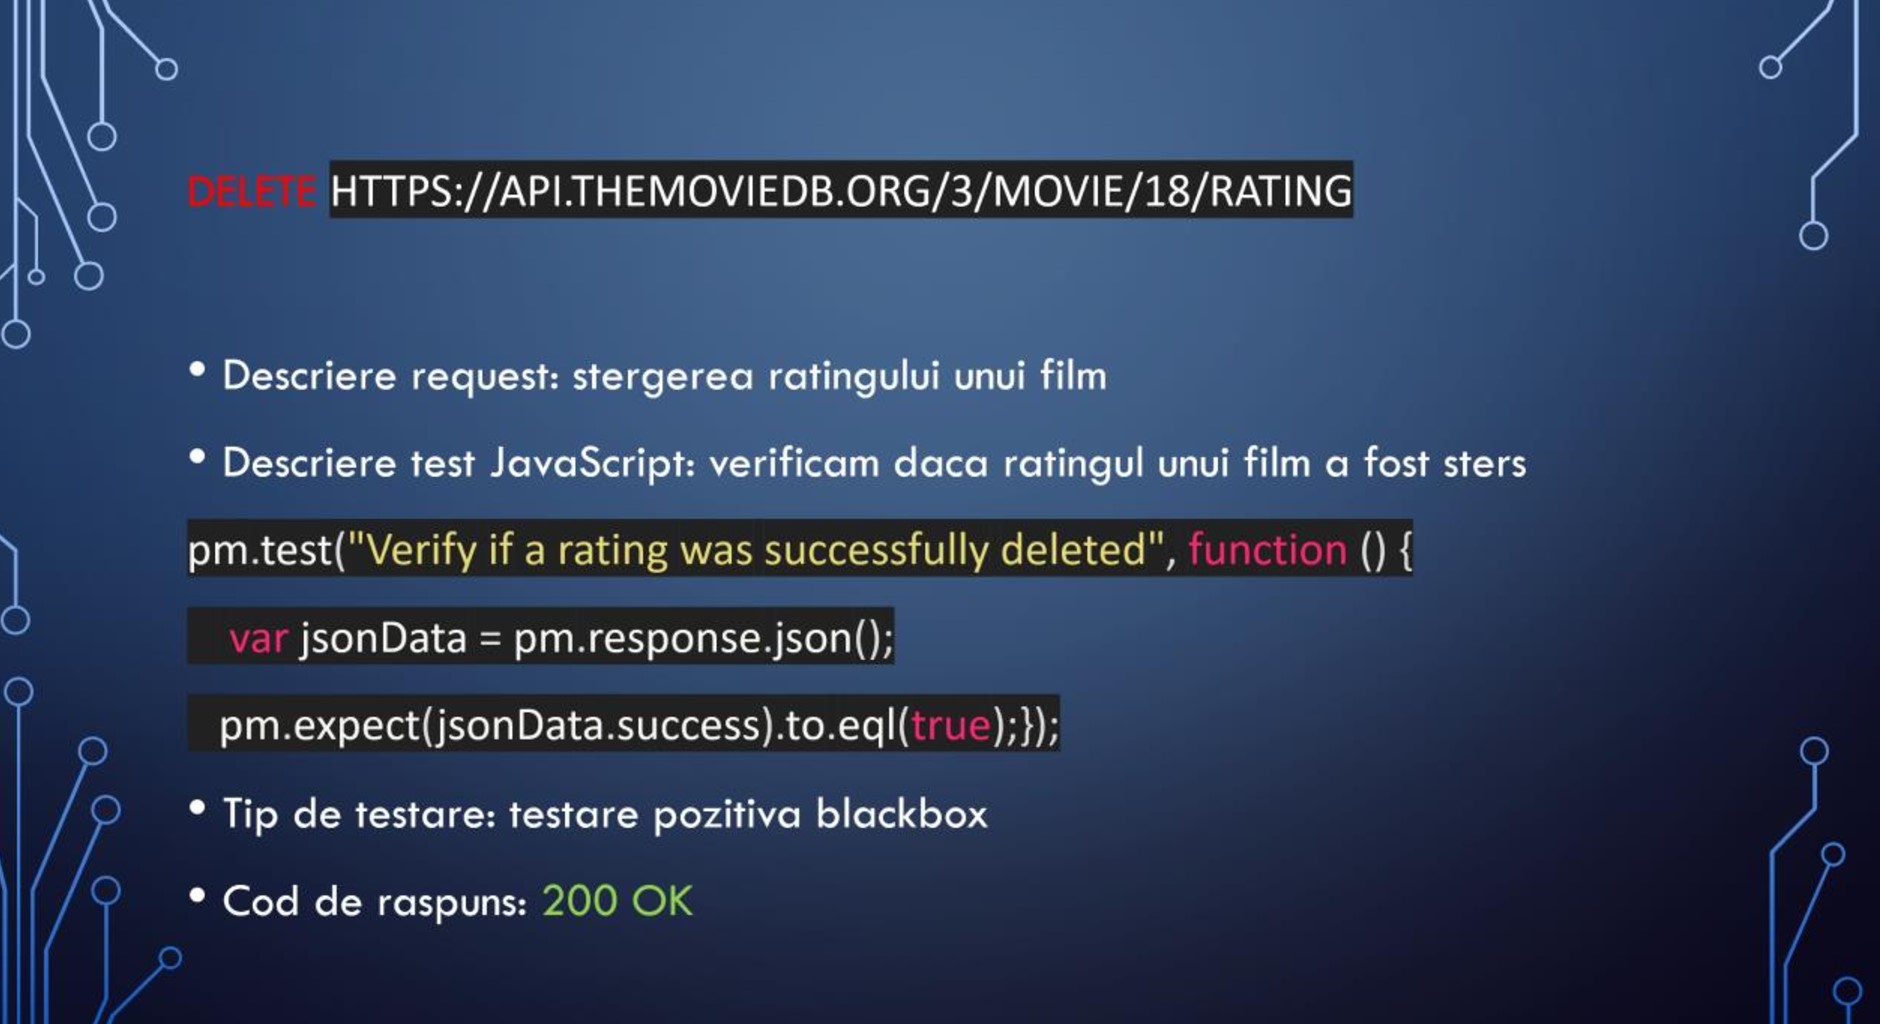 DELETE HTTPS://API.THEMOVIEDB.ORG/3/MOVIE/18/RATING
• Descriere request: stergerea ratingului unui film
• Descriere test JavaScript: verificam daca ratingul unui film a fost sters
pm.test("Verify if a rating was successfully deleted", function () {
    var jsonData = pm.response.json();
   pm.expect(jsonData.success).to.eql(true);});
• Tip de testare: testare pozitiva blackbox
• Cod de raspuns: 200 OK